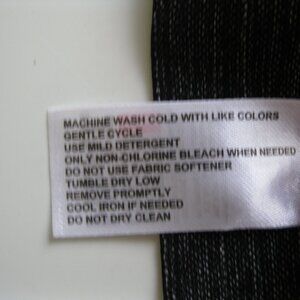 MACHINE WASH COLD WITH LIKE COLORS
GENTLE CYCLE
USE MILD DETERGENT
ONLY NON-CHLORINE BLEACH WHEN NEEDED
DO NOT USE FABRIC SOFTENER
TUMBLE DRY LOW
REMOVE PROMPTLY
COOL IRON IF NEEDED
DO NOT DRY CLEAN